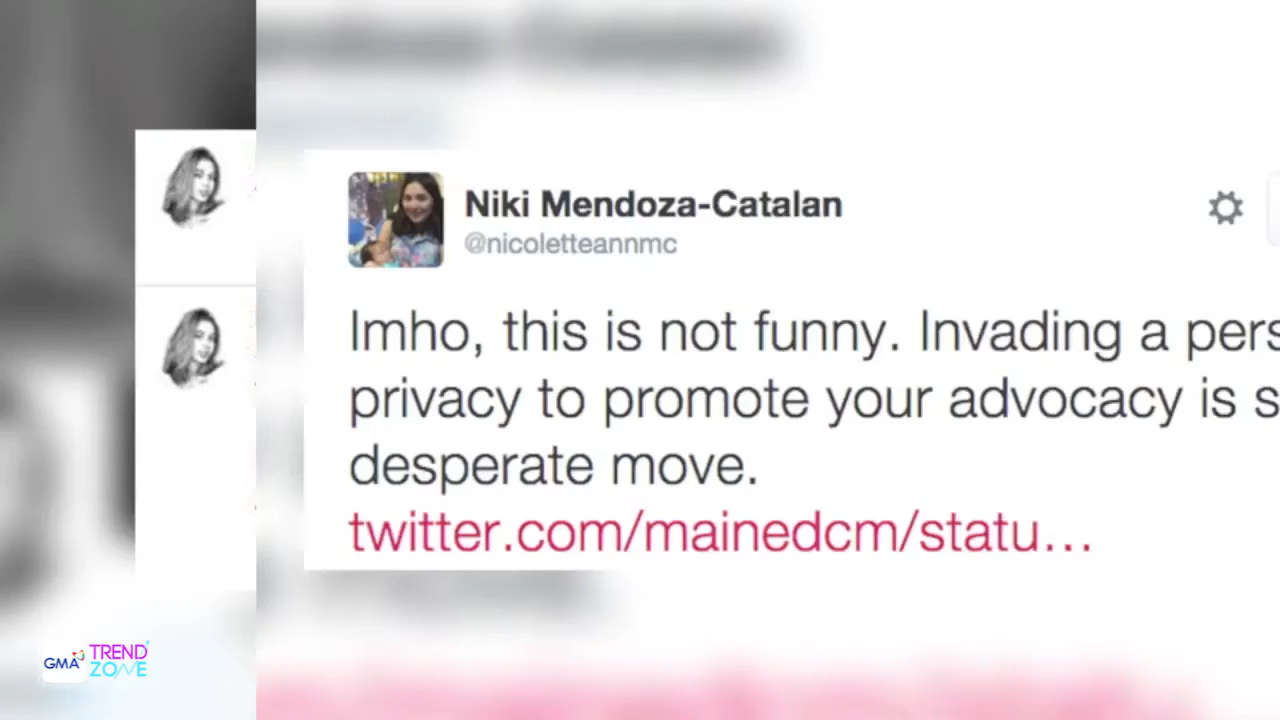 Niki Mendoza-Catalan
@nicoletteannmc
Imho, this is not funny. Invading a pers
privacy to promote your advocacy is s
desperate move.
twitter.com/mainedcm/statu...
GMA TREND
ZONE